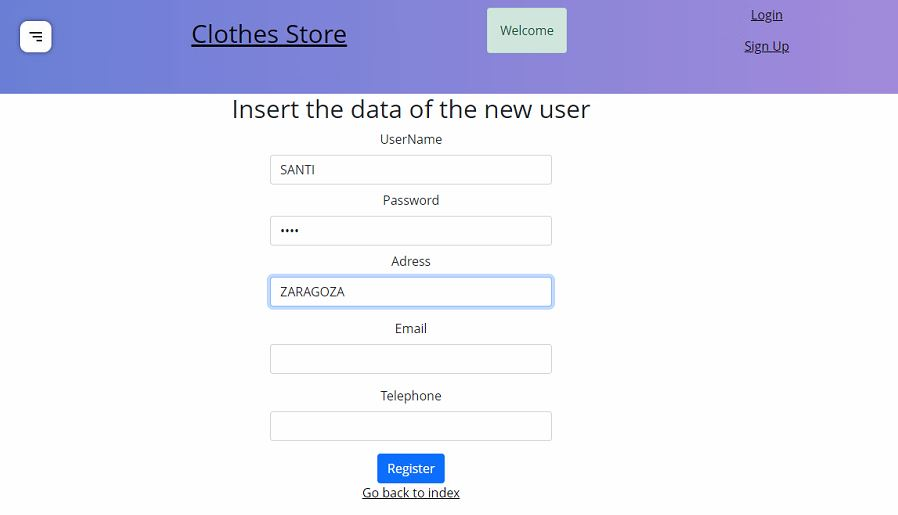 Clothes Store
Welcome
Login
Sign Up
Insert the data of the new user
UserName
SANTI
Password
••••
Adress
ZARAGOZA
Email
Telephone
Register
Go back to index